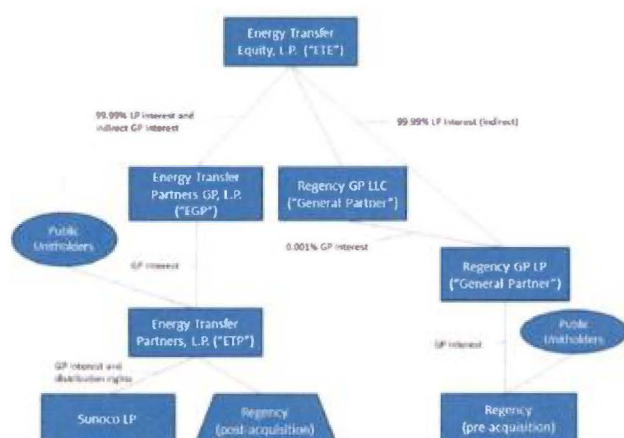 Energy Transfer
Equity, L.P. ("ETE")
99.99% LP interest and
indirect GP interest
99.99% LP interest (indirect)
Energy Transfer
Partners GP, L.P.
("EGP")
Regency GP LLC
("General Partner")
Public
Unitholders
0.001% GP interest
GP interest
Regency GP LP
("General Partner")
Energy Transfer
Partners, L.P. ("ETP")
Public
Unitholders
GP interest
GP interest and
distribution rights
Sunoco LP
Regency
(post-acquisition)
Regency
(pre-acquisition)